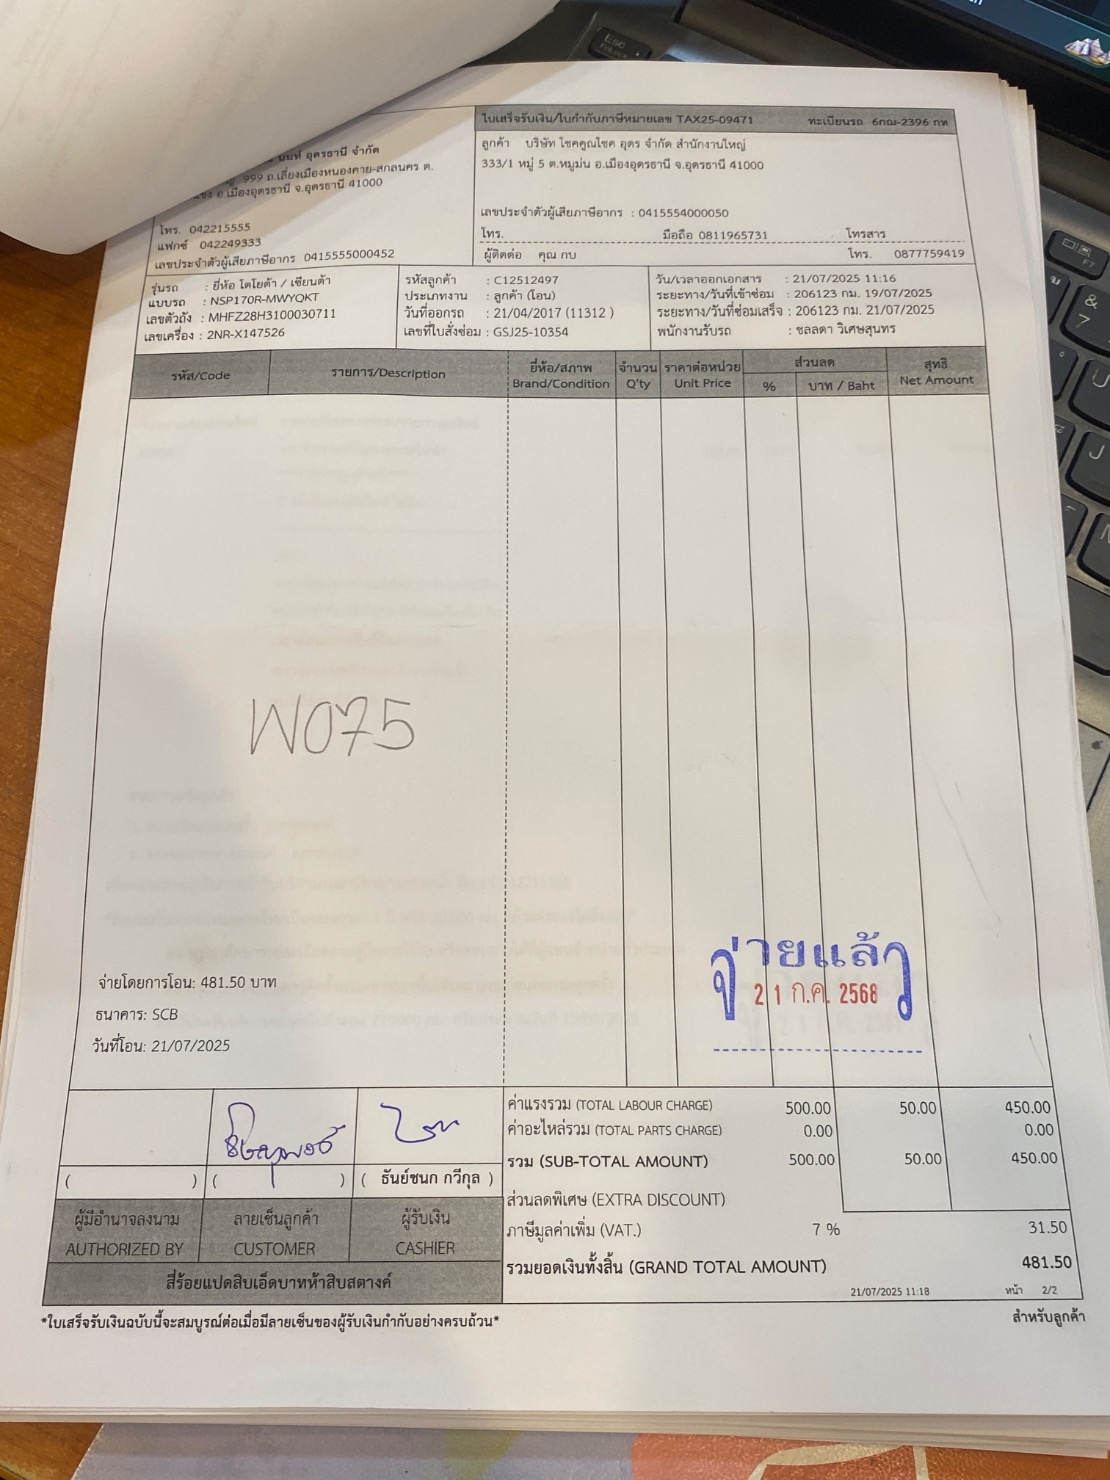 ใบเสร็จรับเงิน/ใบกำกับภาษีหมายเลข TAX25-09471 ทะเบียนรถ 6กฌ-2396 กท
อุดรธานี จำกัด
999 ถ.เลี่ยงเมืองหนองคาย-สกลนคร ต.
อ.เมืองอุดรธานี จ.อุดรธานี 41000
โทร. 042215555
แฟกซ์ 042249333
เลขประจำตัวผู้เสียภาษีอากร 0415555000452
ลูกค้า บริษัท โชคคูณโชค อุดร จำกัด สำนักงานใหญ่
333/1 หมู่ 5 ต.หมูม่น อ.เมืองอุดรธานี จ.อุดรธานี 41000
เลขประจำตัวผู้เสียภาษีอากร : 0415554000050
โทร. มือถือ 0811965731 โทรสาร
ผู้ติดต่อ คุณ กบ โทร. 0877759419
รุ่นรถ : ยี่ห้อ โตโยต้า / เซียนต้า
แบบรถ : NSP170R-MWYQKT
เลขตัวถัง : MHFZ28H3100030711
เลขเครื่อง : 2NR-X147526
รหัสลูกค้า : C12512497
ประเภทงาน : ลูกค้า (โอน)
วันที่ออกรถ : 21/04/2017 (11312 )
เลขที่ใบสั่งซ่อม : GSJ25-10354
วัน/เวลาออกเอกสาร : 21/07/2025 11:16
ระยะทาง/วันที่เข้าซ่อม : 206123 กม. 19/07/2025
ระยะทาง/วันที่ซ่อมเสร็จ : 206123 กม. 21/07/2025
พนักงานรับรถ : ชลลดา วิเศษสุนทร
รหัส/Code รายการ/Description ยี่ห้อ/สภาพ จำนวน ราคาต่อหน่วย ส่วนลด สุทธิ
Brand/Condition Q'ty Unit Price % บาท / Baht Net Amount
W075
จ่ายแล้ว
21 ก.ค. 2568
จ่ายโดยการโอน: 481.50 บาท
ธนาคาร: SCB
วันที่โอน: 21/07/2025
ค่าแรงรวม (TOTAL LABOUR CHARGE) 500.00 50.00 450.00
ค่าอะไหล่รวม (TOTAL PARTS CHARGE) 0.00 0.00
รวม (SUB-TOTAL AMOUNT) 500.00 50.00 450.00
ส่วนลดพิเศษ (EXTRA DISCOUNT)
ภาษีมูลค่าเพิ่ม (VAT.) 7 % 31.50
รวมยอดเงินทั้งสิ้น (GRAND TOTAL AMOUNT) 481.50
21/07/2025 11:18 หน้า 2/2
( ) ( ) ( ธันย์ชนก กวีกุล )
ผู้มีอำนาจลงนาม ลายเซ็นลูกค้า ผู้รับเงิน
AUTHORIZED BY CUSTOMER CASHIER
สี่ร้อยแปดสิบเอ็ดบาทห้าสิบสตางค์
*ใบเสร็จรับเงินฉบับนี้จะสมบูรณ์ต่อเมื่อมีลายเซ็นของผู้รับเงินกำกับอย่างครบถ้วน* สำหรับลูกค้า